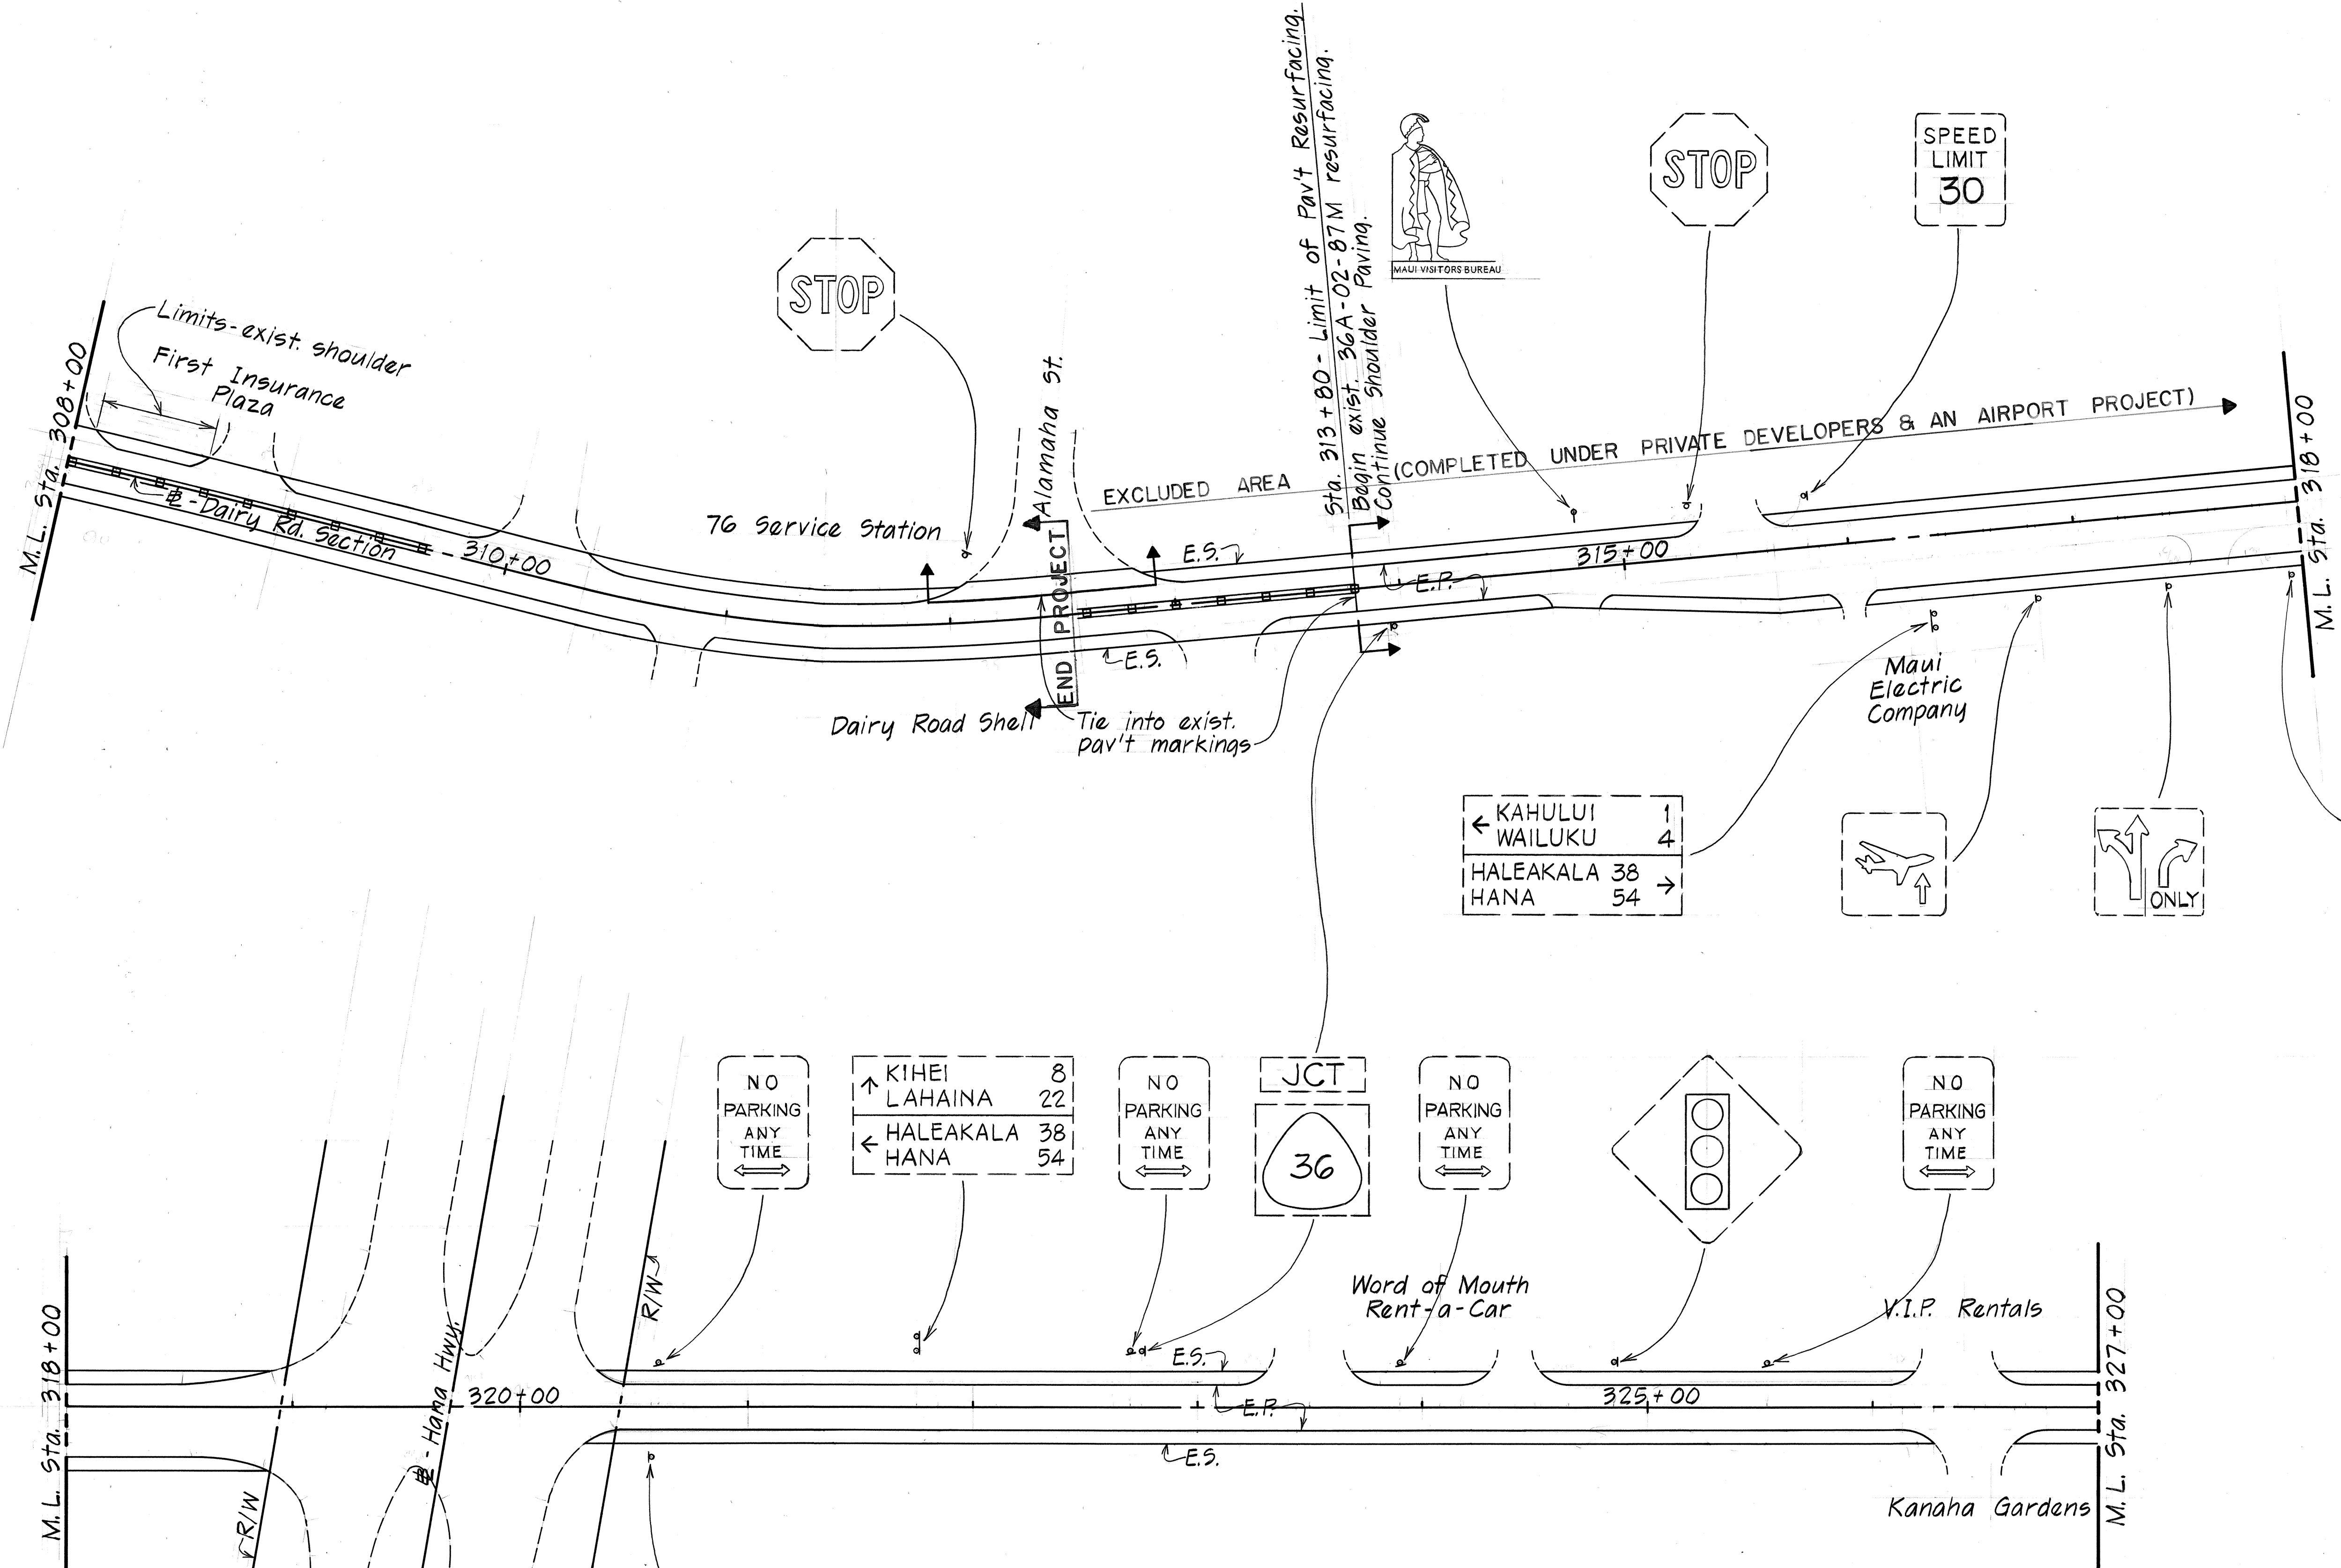 Sta. 313+80 - Limit of Pav't Resurfacing.
Begin exist. 36A-02-87M resurfacing.
Continue Shoulder Paving.
MAUI VISITORS BUREAU
STOP
SPEED
LIMIT
30
STOP
Limits-exist. shoulder
First Insurance
Plaza
M.L. Sta. 308+00
℄-Dairy Rd. Section
310+00
76 Service Station
Alamaha St.
END PROJECT
EXCLUDED AREA (COMPLETED UNDER PRIVATE DEVELOPERS & AN AIRPORT PROJECT)
E.S.
315+00
E.P.
E.S.
M.L. Sta. 318+00
Dairy Road Shell
Tie into exist.
pav't markings
Maui
Electric
Company
← KAHULUI 1
WAILUKU 4
HALEAKALA 38 →
HANA 54
ONLY
NO
PARKING
ANY
TIME
↑ KIHEI 8
LAHAINA 22
← HALEAKALA 38
HANA 54
NO
PARKING
ANY
TIME
JCT
36
NO
PARKING
ANY
TIME
NO
PARKING
ANY
TIME
R/W
Word of Mouth
Rent-a-Car
V.I.P. Rentals
M.L. Sta. 318+00
℄-Hama Hwy.
320+00
E.S.
E.P.
325+00
E.S.
R/W
Kanaha Gardens
M.L. Sta. 327+00